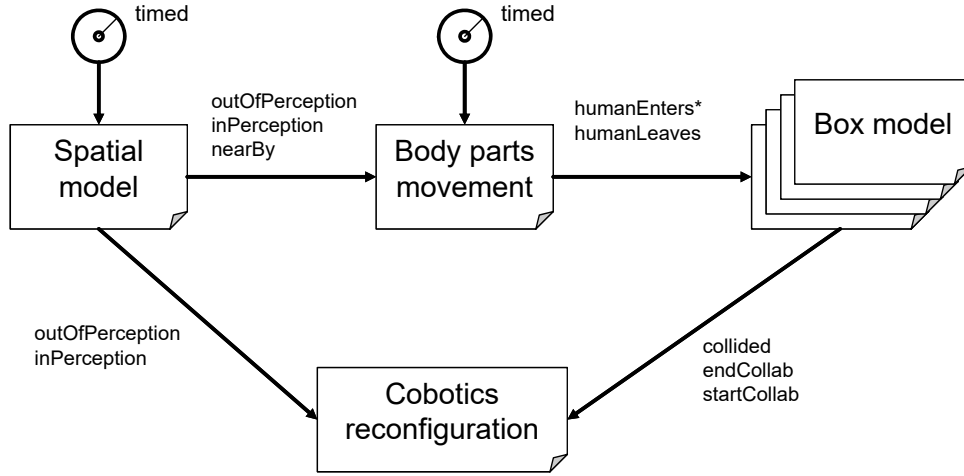 timed
timed
outOfPerception
inPerception
nearBy
humanEnters*
humanLeaves
Box model
Spatial
model
Body parts
movement
outOfPerception
inPerception
collided
endCollab
startCollab
Cobotics
reconfiguration